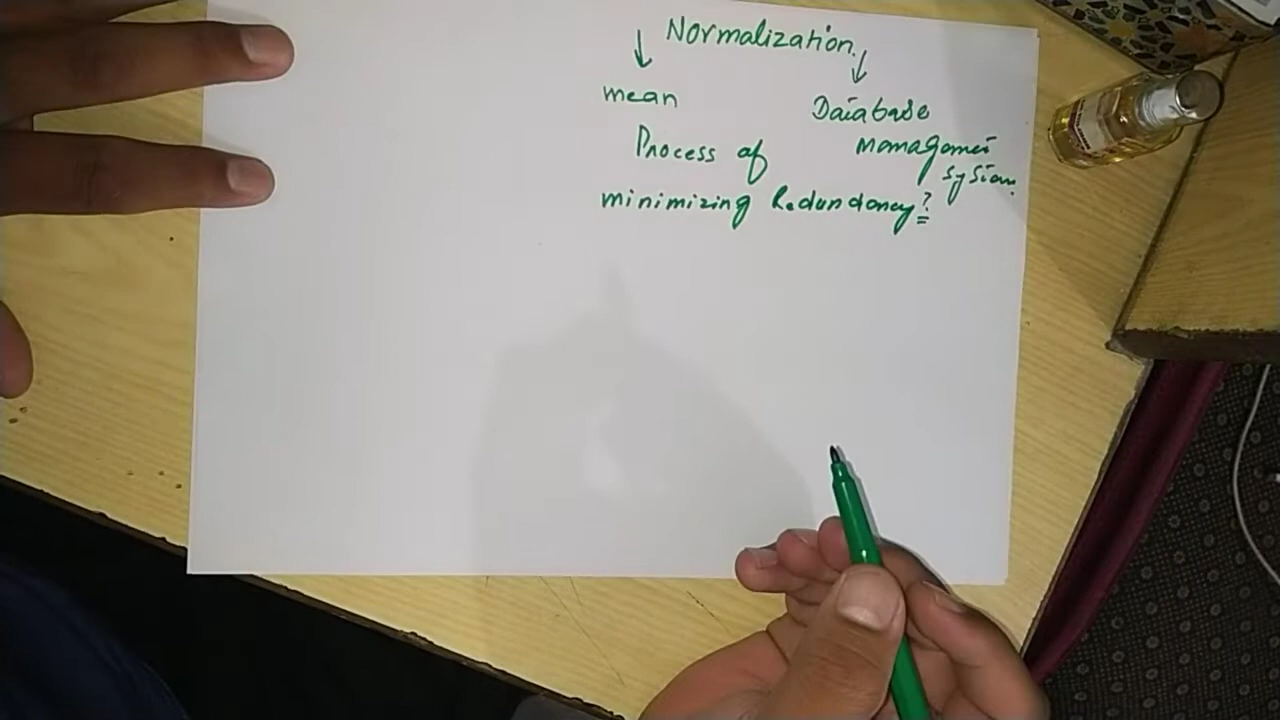 Normalization.
↓ ↓
mean Database
Process of management
system.
minimizing Redundancy?